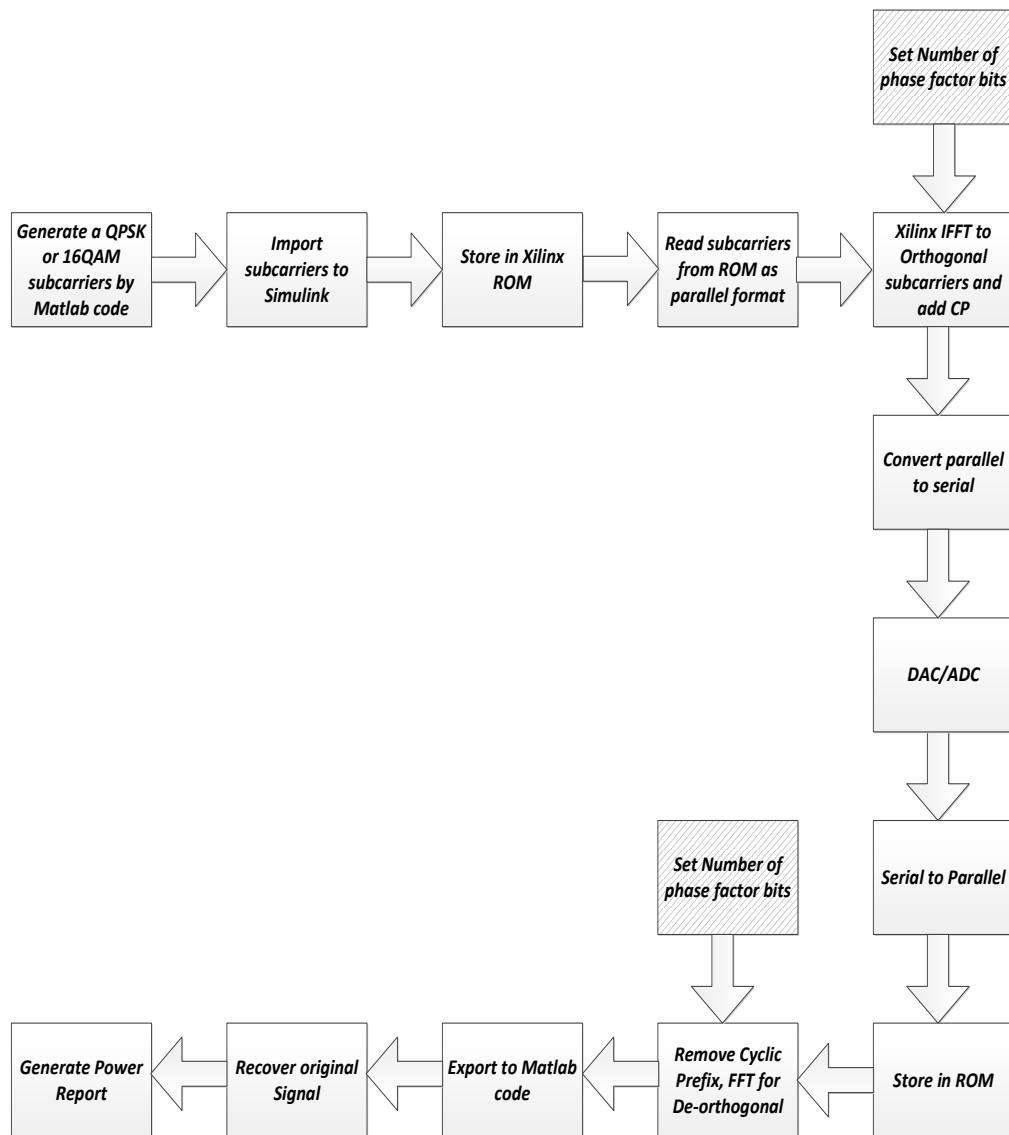 Set Number of
phase factor bits
Generate a QPSK
or 16QAM
subcarriers by
Matlab code
Import
subcarriers to
Simulink
Store in Xilinx
ROM
Read subcarriers
from ROM as
parallel format
Xilinx IFFT to
Orthogonal
subcarriers and
add CP
Convert parallel
to serial
DAC/ADC
Set Number of
phase factor bits
Serial to Parallel
Generate Power
Report
Recover original
Signal
Export to Matlab
code
Remove Cyclic
Prefix, FFT for
De-orthogonal
Store in ROM